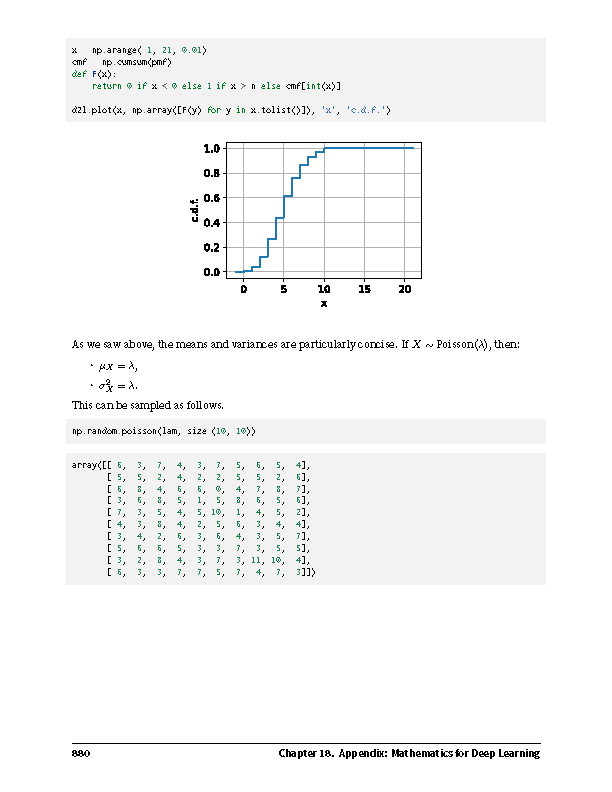 x   np.arange( 1, 21, 0.01)
cmf   np.cumsum(pmf)
def F(x):
    return 0 if x < 0 else 1 if x > n else cmf[int(x)]
d2l.plot(x, np.array([F(y) for y in x.tolist()]), 'x', 'c.d.f.')
1.0
0.8
0.6
0.4
0.2
0.0
c.d.f.
0 5 10 15 20
x
As we saw above, the means and variances are particularly concise. If X ∼ Poisson(λ), then:
• μX = λ,
• σ²X = λ.
This can be sampled as follows.
np.random.poisson(lam, size (10, 10))
array([[ 6,  3,  7,  4,  3,  7,  5,  6,  5,  4],
       [ 5,  5,  2,  4,  2,  2,  5,  5,  2,  6],
       [ 6,  8,  4,  6,  6,  0,  4,  7,  8,  7],
       [ 3,  6,  8,  5,  1,  5,  8,  6,  5,  6],
       [ 7,  3,  5,  4,  5, 10,  1,  4,  5,  2],
       [ 4,  3,  8,  4,  2,  5,  6,  3,  4,  4],
       [ 3,  4,  2,  6,  3,  6,  4,  3,  5,  7],
       [ 5,  6,  6,  5,  3,  3,  7,  3,  5,  5],
       [ 3,  2,  8,  4,  3,  7,  3, 11, 10,  4],
       [ 6,  3,  3,  7,  7,  5,  7,  4,  7,  3]])
880 Chapter 18. Appendix: Mathematics for Deep Learning